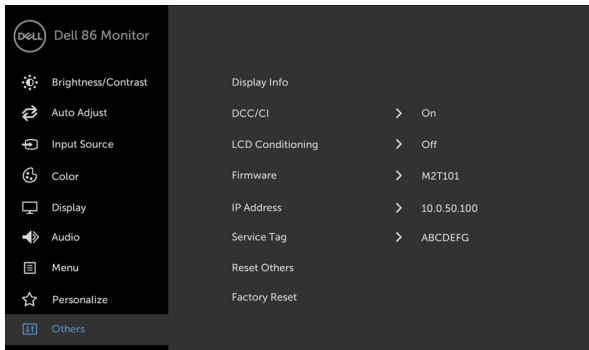 DELL Dell 86 Monitor
Brightness/Contrast Display Info
Auto Adjust DCC/CI On
Input Source LCD Conditioning Off
Color Firmware M2T101
Display IP Address 10.0.50.100
Audio Service Tag ABCDEFG
Menu Reset Others
Personalize Factory Reset
Others